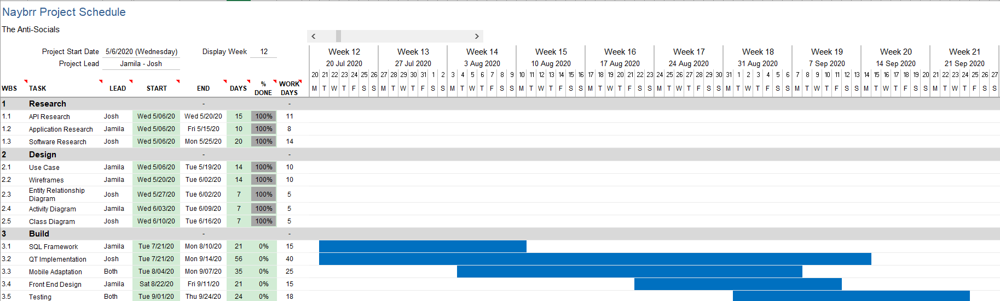 Naybrr Project Schedule
The Anti-Socials
< >
Project Start Date 5/6/2020 (Wednesday) Display Week 12 Week 12 Week 13 Week 14 Week 15 Week 16 Week 17 Week 18 Week 19 Week 20 Week 21
Project Lead Jamila - Josh 20 Jul 2020 27 Jul 2020 3 Aug 2020 10 Aug 2020 17 Aug 2020 24 Aug 2020 31 Aug 2020 7 Sep 2020 14 Sep 2020 21 Sep 2020
20 21 22 23 24 25 26 27 28 29 30 31 1 2 3 4 5 6 7 8 9 10 11 12 13 14 15 16 17 18 19 20 21 22 23 24 25 26 27 28 29 30 31 1 2 3 4 5 6 7 8 9 10 11 12 13 14 15 16 17 18 19 20 21 22 23 24 25 26 27
WBS TASK LEAD START END DAYS % DONE WORK DAYS M T W T F S S M T W T F S S M T W T F S S M T W T F S S M T W T F S S M T W T F S S M T W T F S S M T W T F S S M T W T F S S M T W T F S S
1 Research - -
1.1 API Research Josh Wed 5/06/20 Wed 5/20/20 15 100% 11
1.2 Application Research Jamila Wed 5/06/20 Fri 5/15/20 10 100% 8
1.3 Software Research Josh Wed 5/06/20 Mon 5/25/20 20 100% 14
2 Design - -
2.1 Use Case Jamila Wed 5/06/20 Tue 5/19/20 14 100% 10
2.2 Wireframes Jamila Wed 5/20/20 Tue 6/02/20 14 100% 10
2.3 Entity Relationship Diagram Josh Wed 5/27/20 Tue 6/02/20 7 100% 5
2.4 Activity Diagram Jamila Wed 6/03/20 Tue 6/09/20 7 100% 5
2.5 Class Diagram Josh Wed 6/10/20 Tue 6/16/20 7 100% 5
3 Build - -
3.1 SQL Framework Jamila Tue 7/21/20 Mon 8/10/20 21 0% 15
3.2 QT Implementation Josh Tue 7/21/20 Mon 9/14/20 56 0% 40
3.3 Mobile Adaptation Both Tue 8/04/20 Mon 9/07/20 35 0% 25
3.4 Front End Design Jamila Sat 8/22/20 Fri 9/11/20 21 0% 15
3.5 Testing Both Tue 9/01/20 Thu 9/24/20 24 0% 18